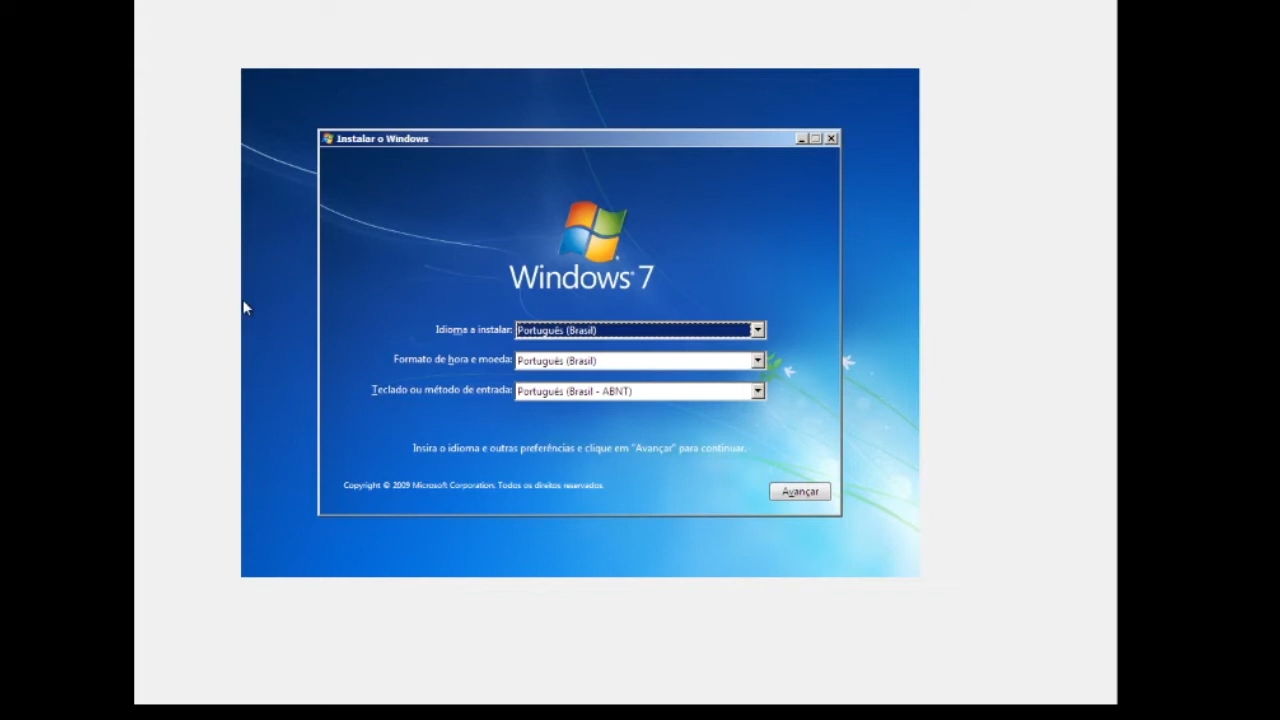 Instalar o Windows
Windows 7
Idioma a instalar: Português (Brasil)
Formato de hora e moeda: Português (Brasil)
Teclado ou método de entrada: Português (Brasil - ABNT)
Insira o idioma e outras preferências e clique em "Avançar" para continuar.
Copyright © 2009 Microsoft Corporation. Todos os direitos reservados.
Avançar